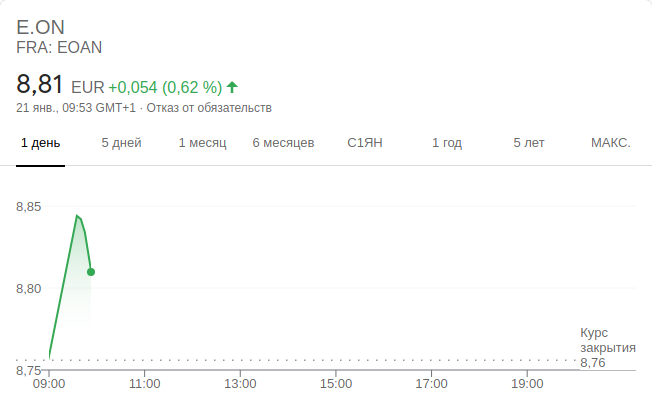 E.ON
FRA: EOAN
8,81 EUR +0,054 (0,62 %)
21 янв., 09:53 GMT+1 · Отказ от обязательств
1 день 5 дней 1 месяц 6 месяцев С1ЯН 1 год 5 лет МАКС.
8,85
8,80
Курс
закрытия
8,76
8,75
09:00 11:00 13:00 15:00 17:00 19:00